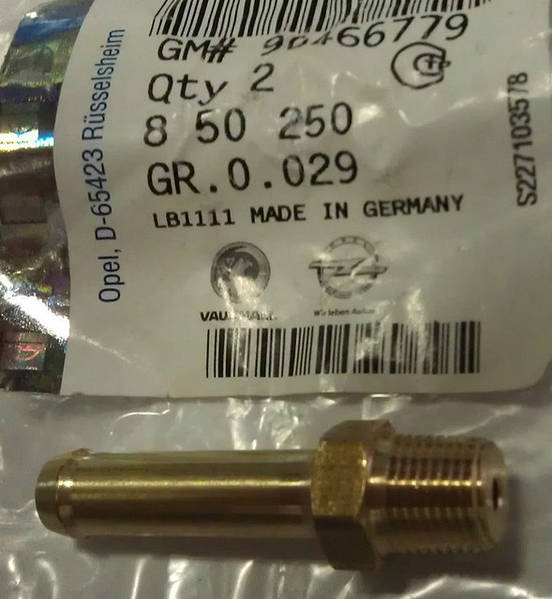 GM# 90466779
Qty 2
8 50 250
GR.0.029
LB1111 MADE IN GERMANY
VAUXHALL
Wir leben Autos
Opel, D-65423 Rüsselsheim
S227103578